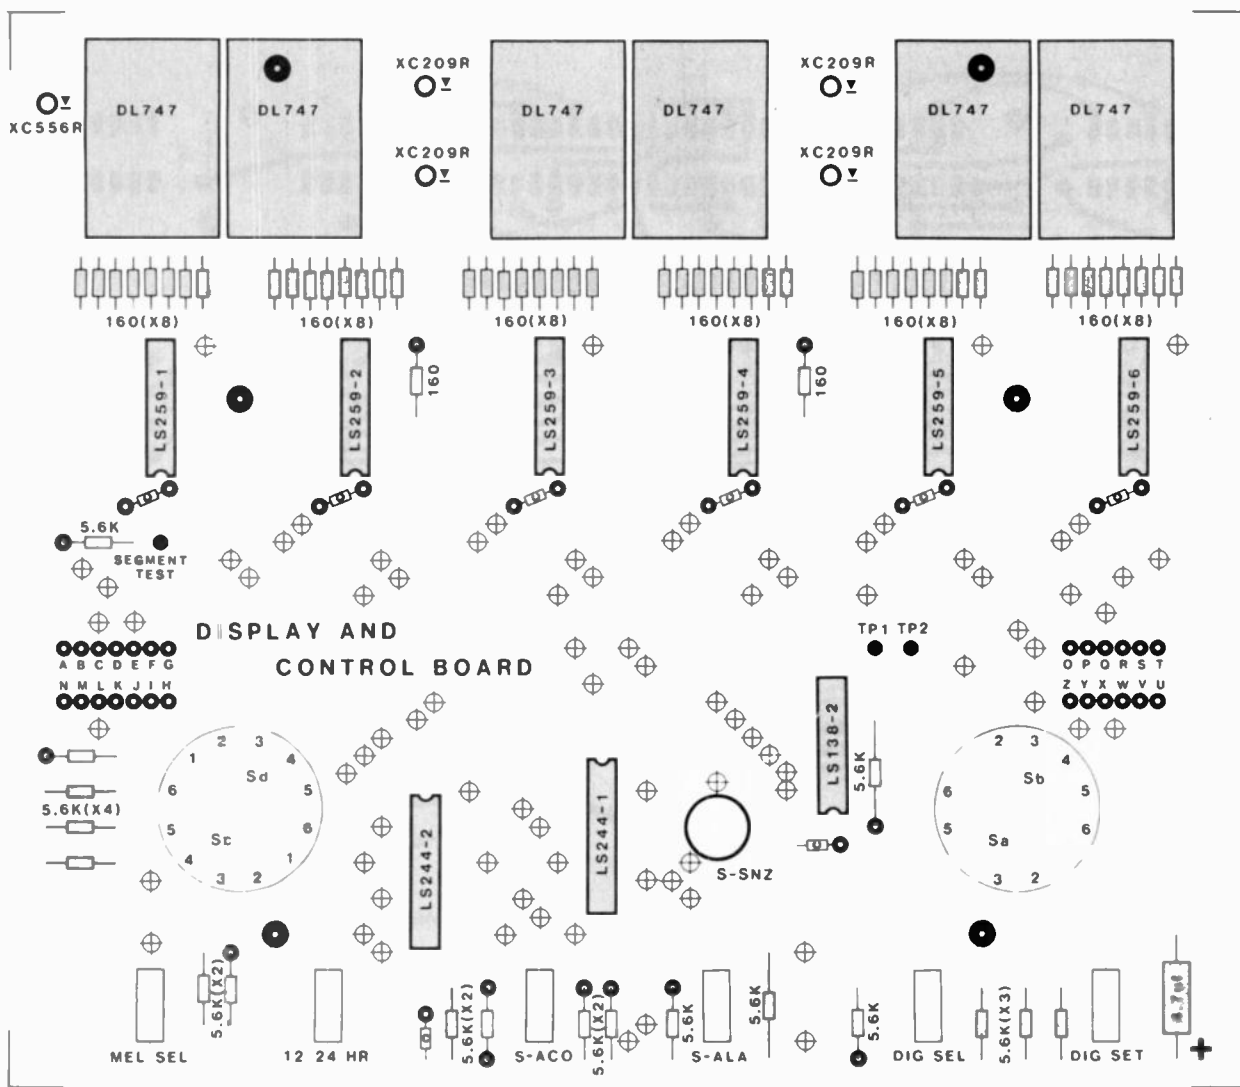 XC209R XC209R
DL747 DL747 DL747 DL747 DL747 DL747
XC556R
XC209R XC209R
160(X8) 160(X8) 160(X8) 160(X8) 160(X8) 160(X8)
LS259-1 LS259-2 160 LS259-3 LS259-4 160 LS259-5 LS259-6
5.6K
SEGMENT
TEST
DISPLAY AND
CONTROL BOARD
TP1 TP2
A B C D E F G
N M L K J I H
O P Q R S T
Z Y X W V U
LS138-2
5.6K
2 3
1 4
Sd
6 5
5.6K(X4)
5 6
Sc
4 1
3 2
LS244-2
LS244-1
S-SNZ
2 3
4
Sb
6 5
5 6
Sa
3 2
5.6K(X2)
5.6K(X2)
5.6K(X2)
5.6K
5.6K
5.6K
5.6K(X3)
MEL SEL 12 24 HR S-ACO S-ALA DIG SEL DIG SET +